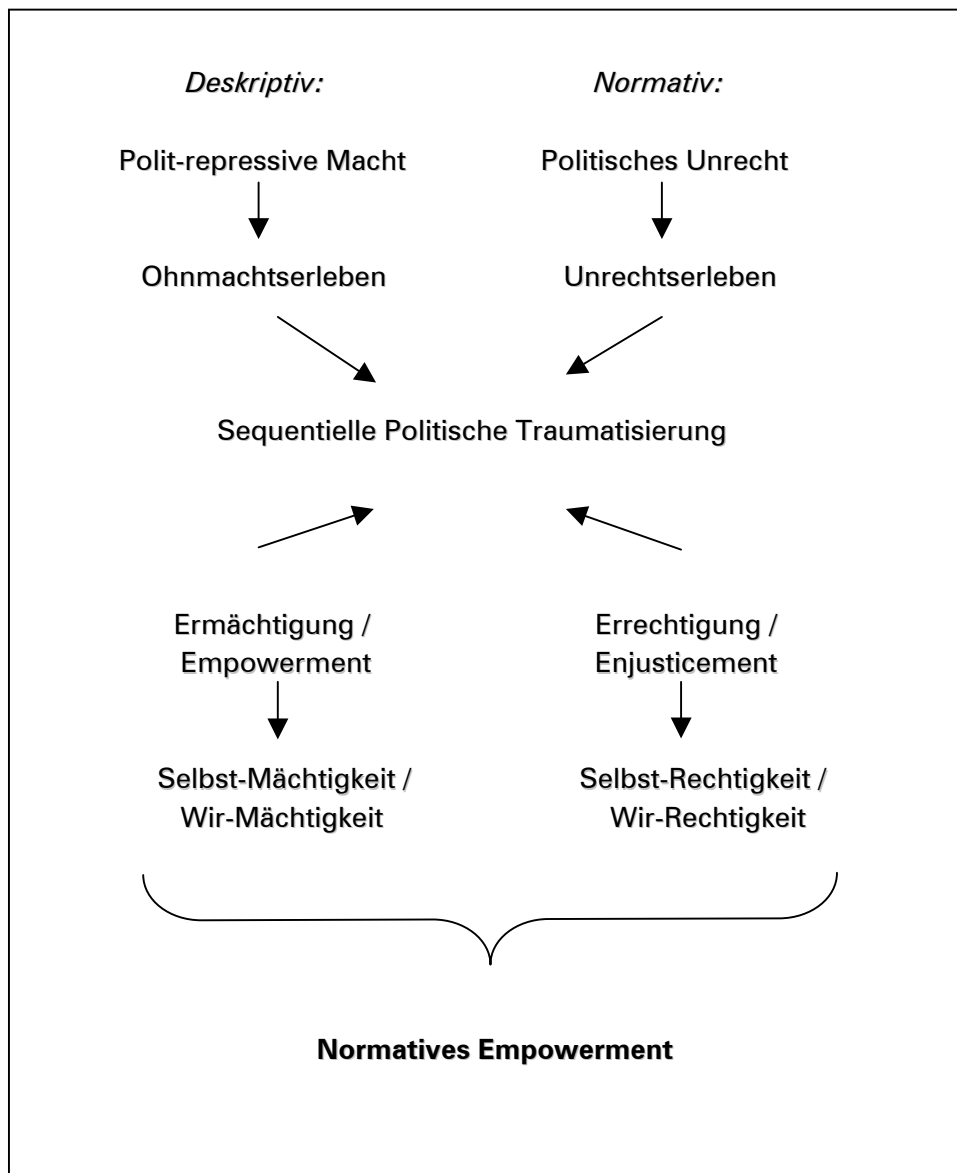 Deskriptiv: Normativ:
Polit-repressive Macht Politisches Unrecht
Ohnmachtserleben Unrechtserleben
Sequentielle Politische Traumatisierung
Ermächtigung / Errechtigung /
Empowerment Enjusticement
Selbst-Mächtigkeit / Selbst-Rechtigkeit /
Wir-Mächtigkeit Wir-Rechtigkeit
Normatives Empowerment